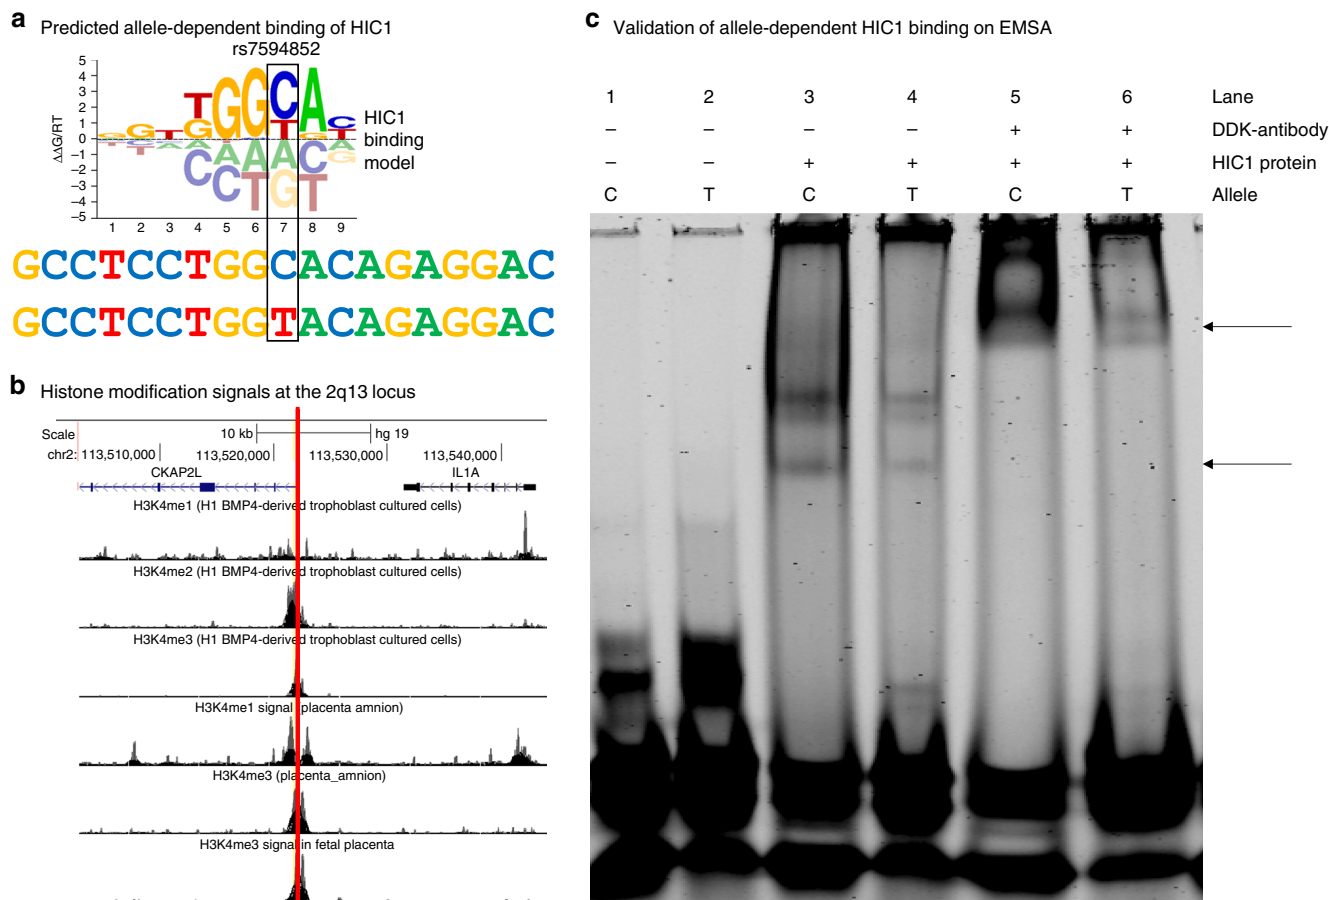 a Predicted allele-dependent binding of HIC1
rs7594852
5
4
3
2
1
0
−1
−2
−3
−4
−5
ΔΔG/RT
HIC1
binding
model
1 2 3 4 5 6 7 8 9
GCCTCCTGGCACAGAGGAC
GCCTCCTGGTACAGAGGAC
b Histone modification signals at the 2q13 locus
Scale 10 kb hg 19
chr2: 113,510,000 113,520,000 113,530,000 113,540,000
CKAP2L IL1A
H3K4me1 (H1 BMP4-derived trophoblast cultured cells)
H3K4me2 (H1 BMP4-derived trophoblast cultured cells)
H3K4me3 (H1 BMP4-derived trophoblast cultured cells)
H3K4me1 signal (placenta amnion)
H3K4me3 (placenta_amnion)
H3K4me3 signal in fetal placenta
c Validation of allele-dependent HIC1 binding on EMSA
1 2 3 4 5 6 Lane
− − − − + + DDK-antibody
− − + + + + HIC1 protein
C T C T C T Allele